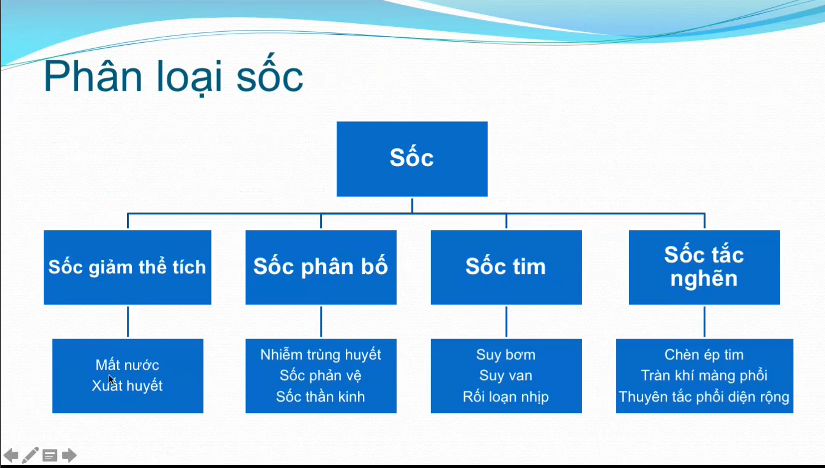 Phân loại sốc
Sốc
Sốc giảm thể tích
Sốc phân bố
Sốc tim
Sốc tắc
nghẽn
Mất nước
Xuất huyết
Nhiễm trùng huyết
Sốc phản vệ
Sốc thần kinh
Suy bơm
Suy van
Rối loạn nhịp
Chèn ép tim
Tràn khí màng phổi
Thuyên tắc phổi diện rộng